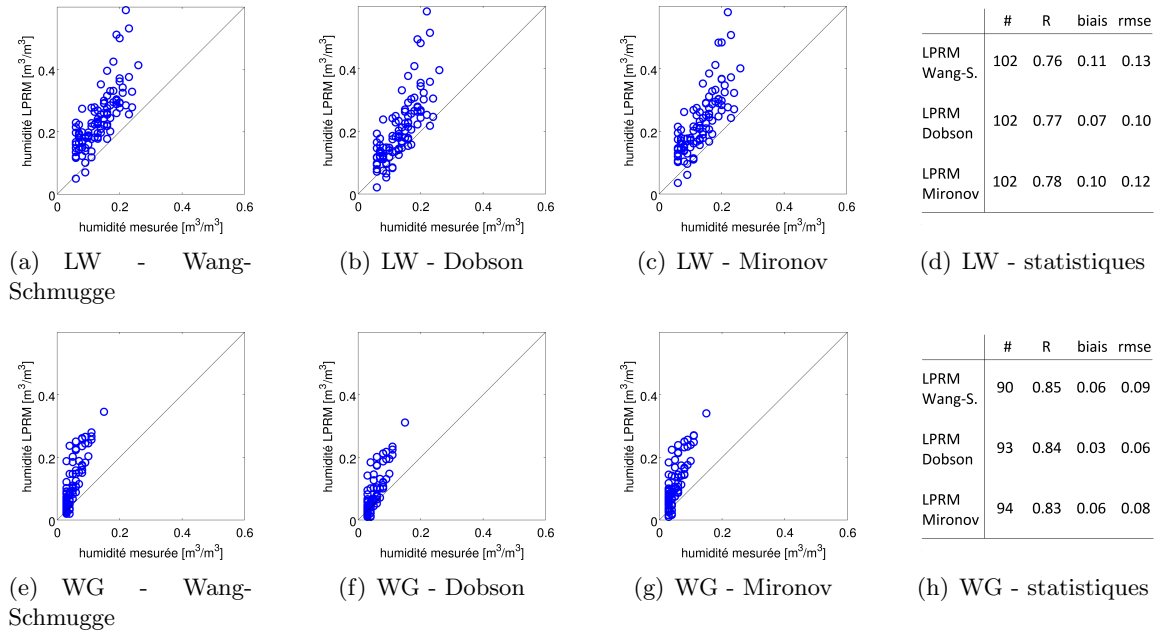 humidité LPRM [m³/m³]
0.4
0.2
0
0 0.2 0.4 0.6
humidité mesurée [m³/m³]
(a) LW - Wang-
Schmugge
humidité LPRM [m³/m³]
0.4
0.2
0
0 0.2 0.4 0.6
humidité mesurée [m³/m³]
(b) LW - Dobson
humidité LPRM [m³/m³]
0.4
0.2
0
0 0.2 0.4 0.6
humidité mesurée [m³/m³]
(c) LW - Mironov
# R biais rmse
LPRM
Wang-S. 102 0.76 0.11 0.13
LPRM
Dobson 102 0.77 0.07 0.10
LPRM
Mironov 102 0.78 0.10 0.12
(d) LW - statistiques
humidité LPRM [m³/m³]
0.4
0.2
0
0 0.2 0.4 0.6
humidité mesurée [m³/m³]
(e) WG - Wang-
Schmugge
humidité LPRM [m³/m³]
0.4
0.2
0
0 0.2 0.4 0.6
humidité mesurée [m³/m³]
(f) WG - Dobson
humidité LPRM [m³/m³]
0.4
0.2
0
0 0.2 0.4 0.6
humidité mesurée [m³/m³]
(g) WG - Mironov
# R biais rmse
LPRM
Wang-S. 90 0.85 0.06 0.09
LPRM
Dobson 93 0.84 0.03 0.06
LPRM
Mironov 94 0.83 0.06 0.08
(h) WG - statistiques